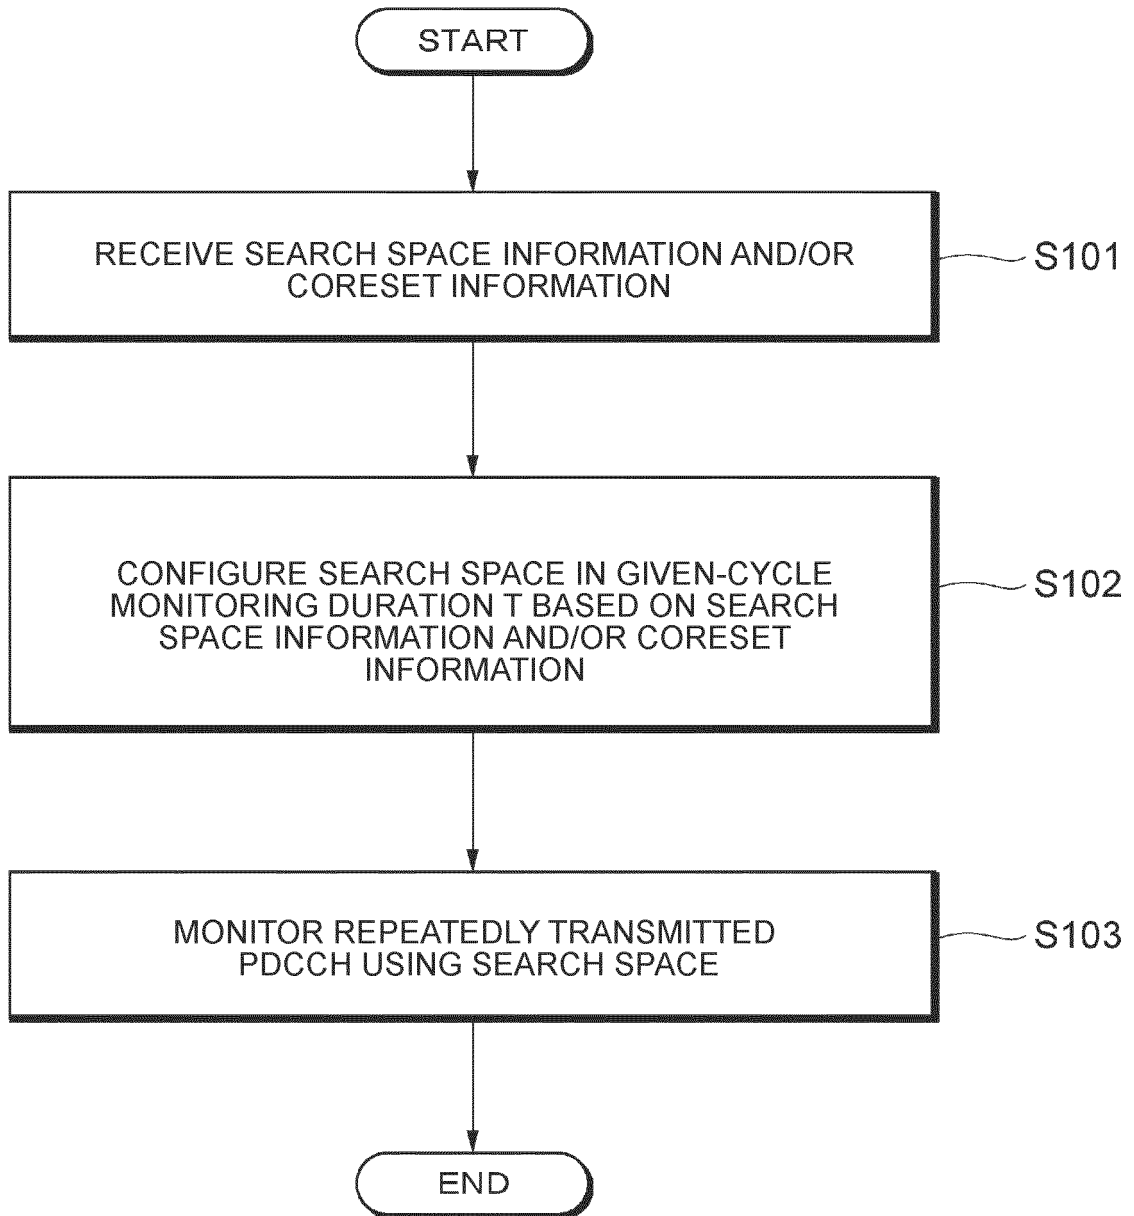 START
RECEIVE SEARCH SPACE INFORMATION AND/OR
CORESET INFORMATION
S101
CONFIGURE SEARCH SPACE IN GIVEN-CYCLE
MONITORING DURATION T BASED ON SEARCH
SPACE INFORMATION AND/OR CORESET
INFORMATION
S102
MONITOR REPEATEDLY TRANSMITTED
PDCCH USING SEARCH SPACE
S103
END